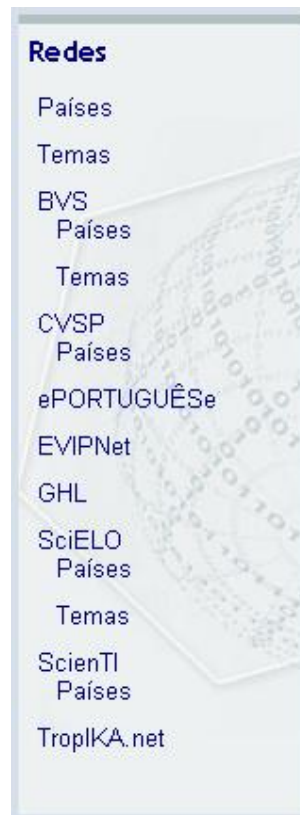 Redes
Países
Temas
BVS
Países
Temas
CVSP
Países
ePORTUGUÊSe
EVIPNet
GHL
SciELO
Países
Temas
ScienTI
Países
TropIKA.net